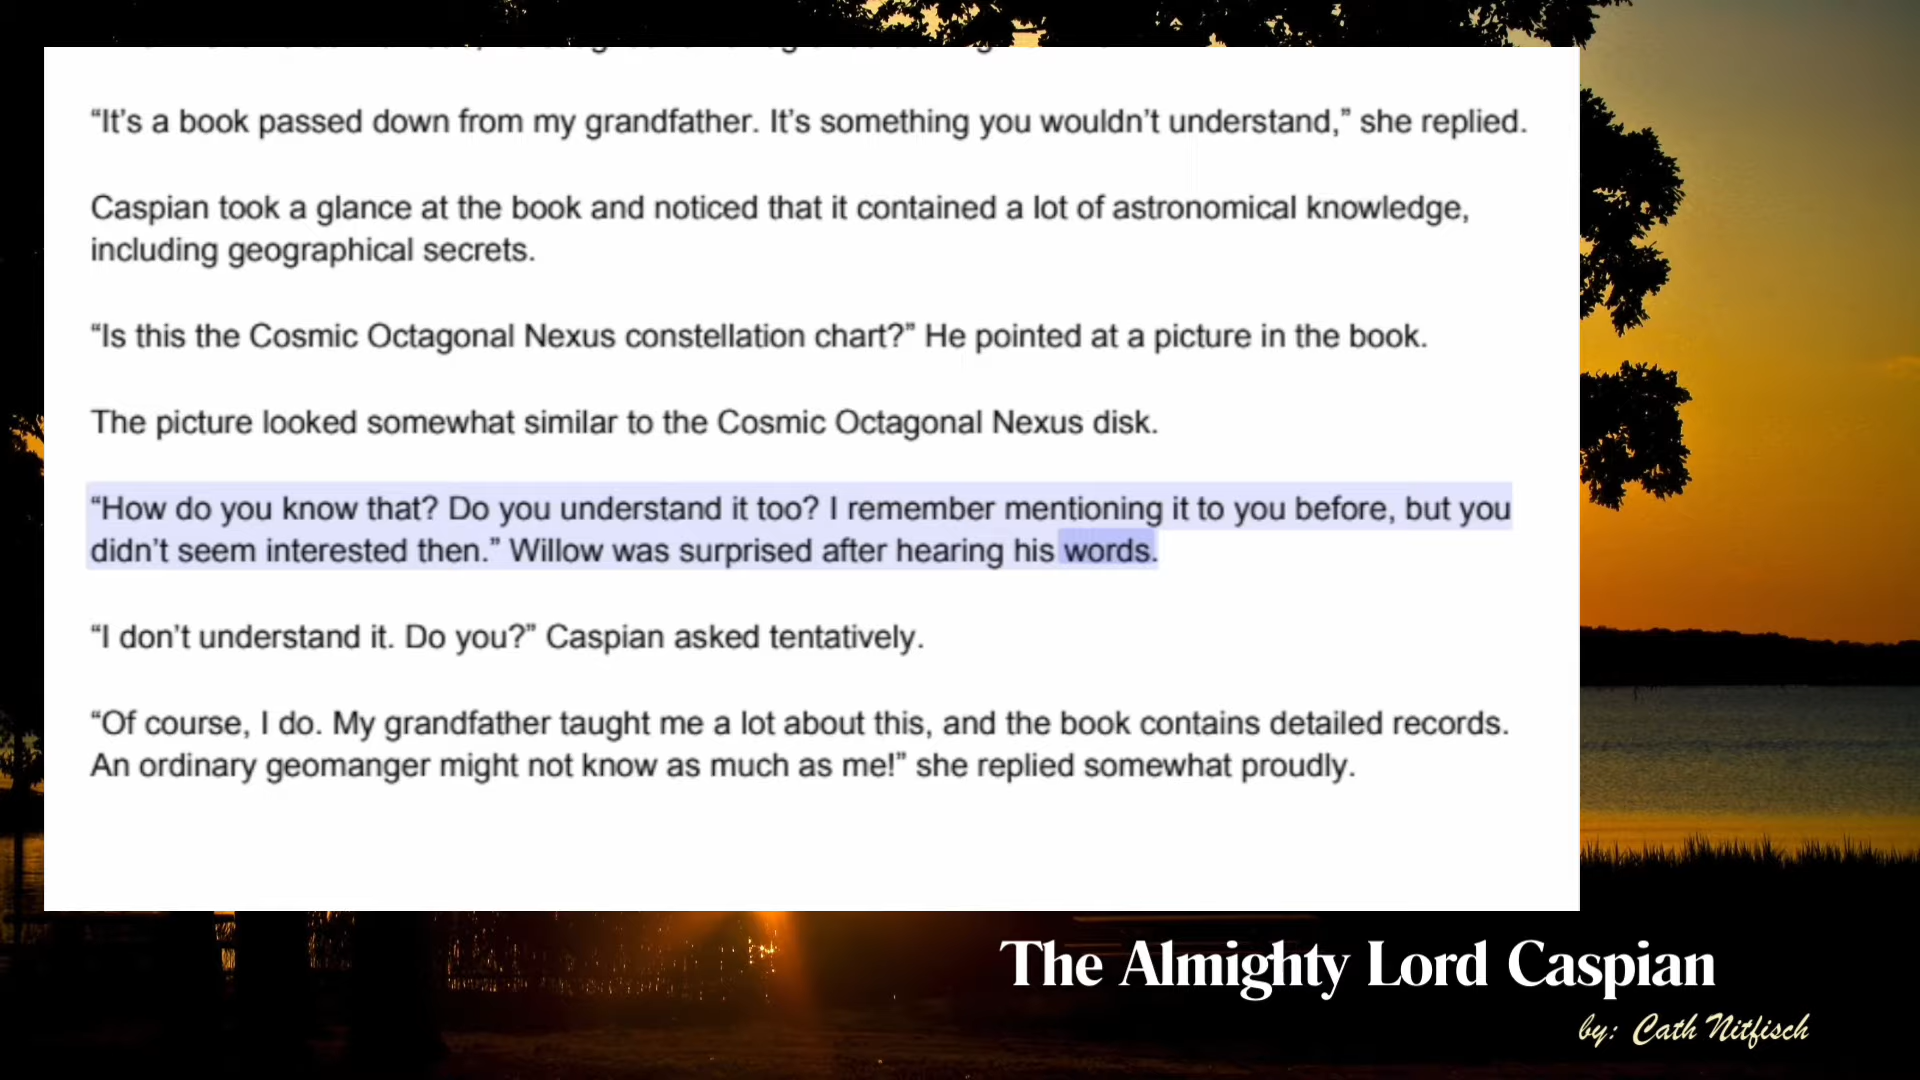 “It’s a book passed down from my grandfather. It’s something you wouldn’t understand,” she replied.
Caspian took a glance at the book and noticed that it contained a lot of astronomical knowledge,
including geographical secrets.
“Is this the Cosmic Octagonal Nexus constellation chart?” He pointed at a picture in the book.
The picture looked somewhat similar to the Cosmic Octagonal Nexus disk.
“How do you know that? Do you understand it too? I remember mentioning it to you before, but you
didn’t seem interested then.” Willow was surprised after hearing his words.
“I don’t understand it. Do you?” Caspian asked tentatively.
“Of course, I do. My grandfather taught me a lot about this, and the book contains detailed records.
An ordinary geomanger might not know as much as me!” she replied somewhat proudly.
The Almighty Lord Caspian
by: Cath Nitfisch